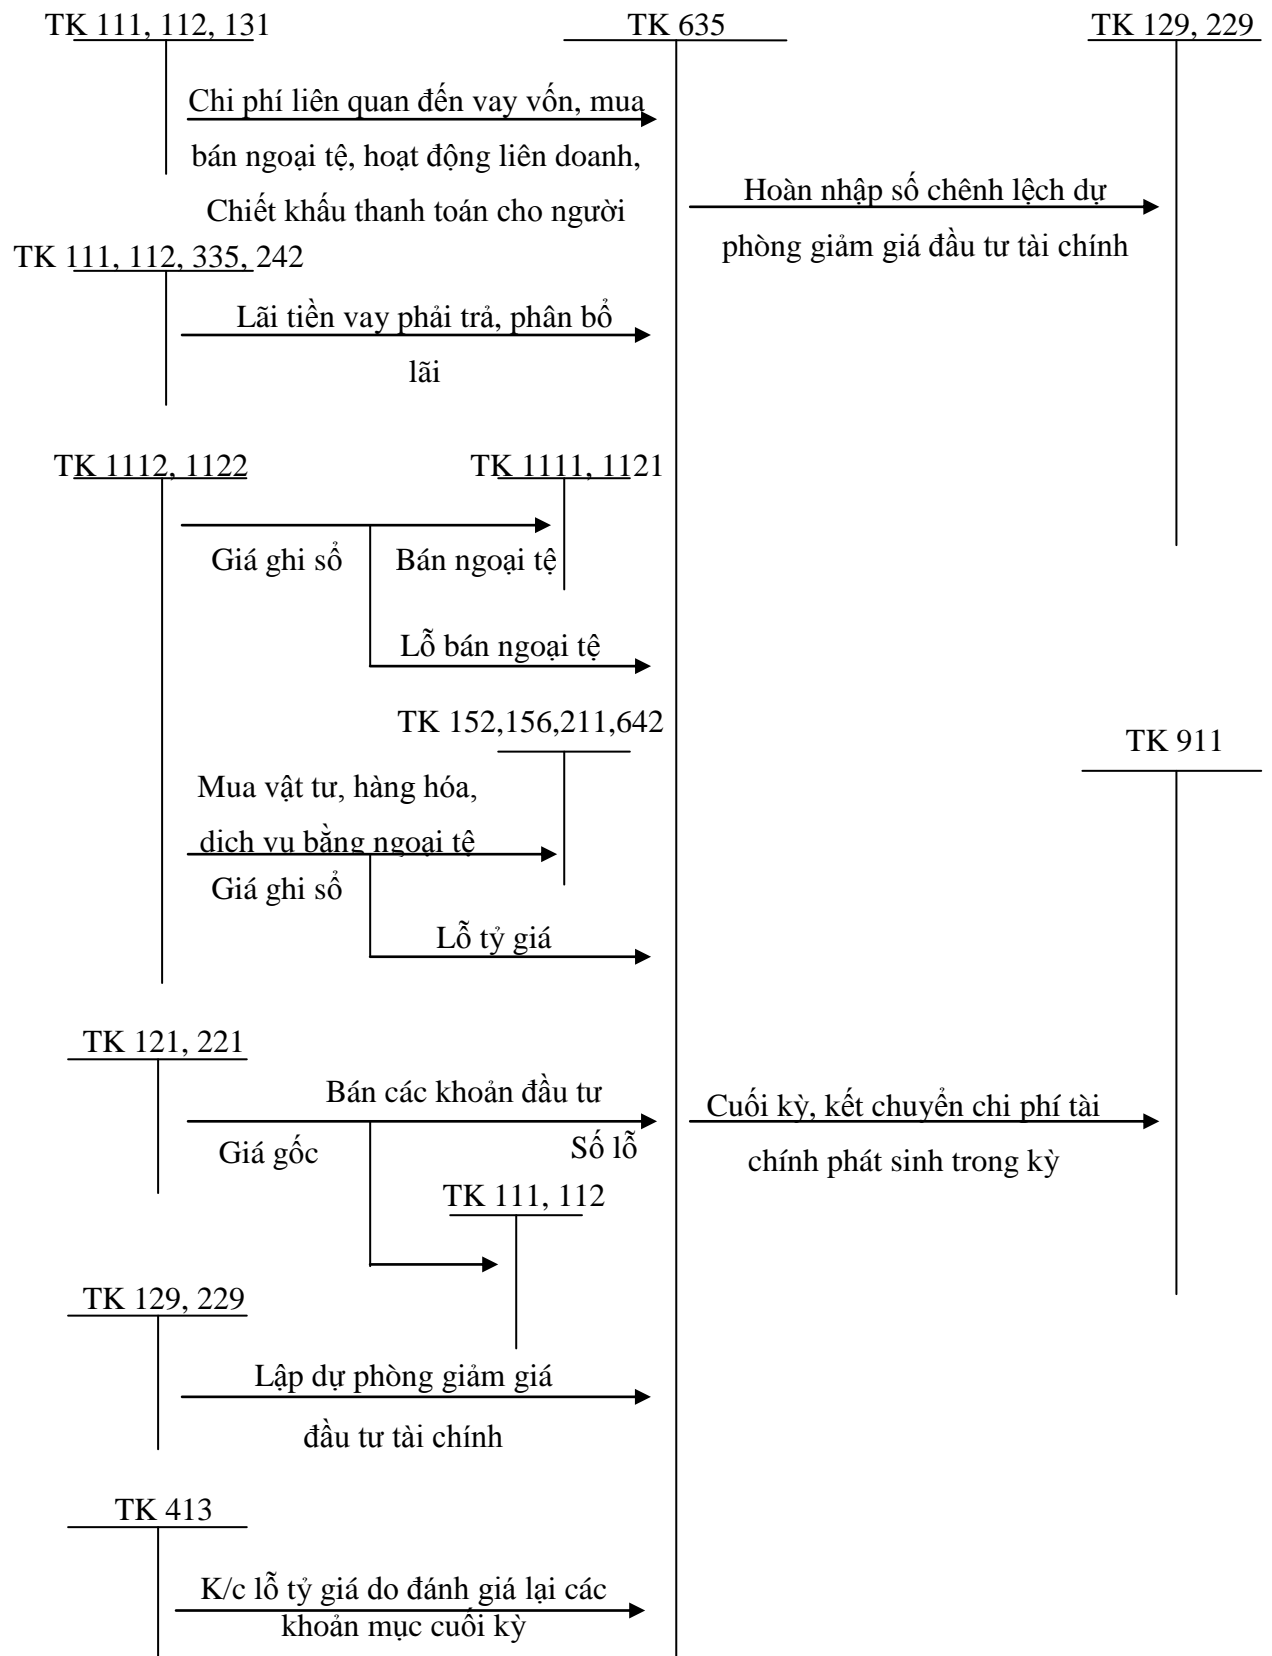 TK 111, 112, 131
TK 635
TK 129, 229
Chi phí liên quan đến vay vốn, mua
bán ngoại tệ, hoạt động liên doanh,
Chiết khấu thanh toán cho người
Hoàn nhập số chênh lệch dự
phòng giảm giá đầu tư tài chính
TK 111, 112, 335, 242
Lãi tiền vay phải trả, phân bổ
lãi
TK 1112, 1122
TK 1111, 1121
Giá ghi sổ
Bán ngoại tệ
Lỗ bán ngoại tệ
TK 152,156,211,642
TK 911
Mua vật tư, hàng hóa,
dịch vụ bằng ngoại tệ
Giá ghi sổ
Lỗ tỷ giá
TK 121, 221
Bán các khoản đầu tư
Giá gốc
Số lỗ
Cuối kỳ, kết chuyển chi phí tài
chính phát sinh trong kỳ
TK 111, 112
TK 129, 229
Lập dự phòng giảm giá
đầu tư tài chính
TK 413
K/c lỗ tỷ giá do đánh giá lại các
khoản mục cuối kỳ